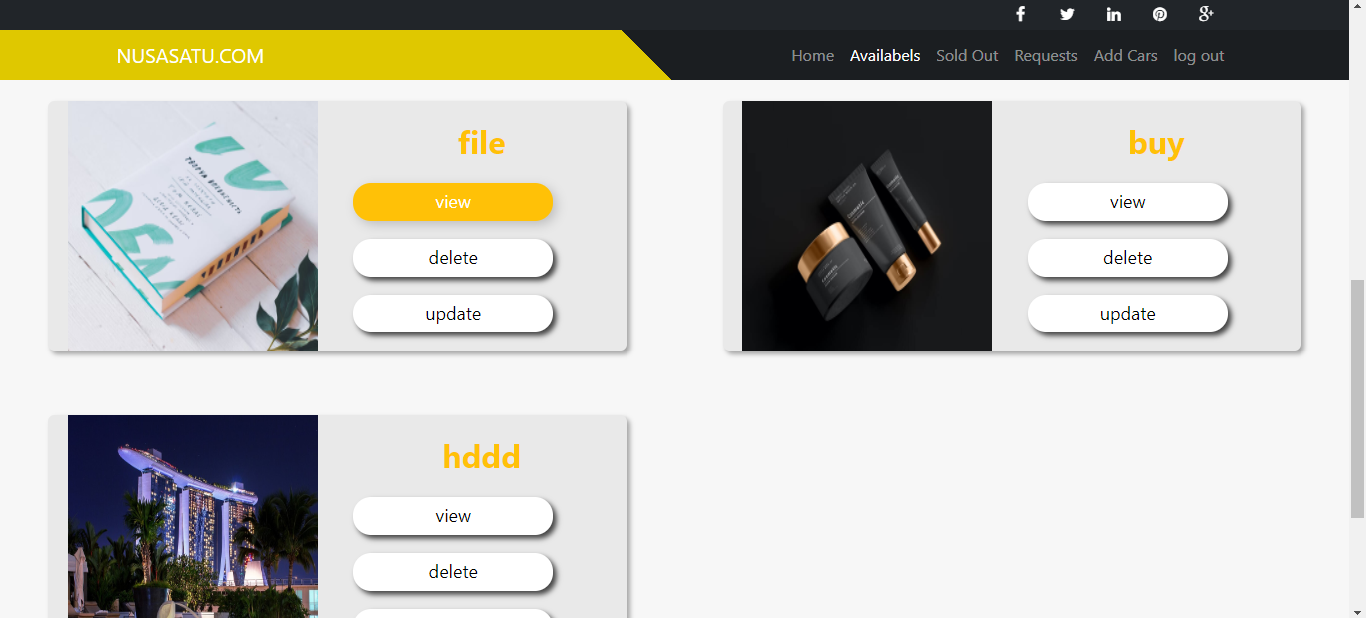 NUSASATU.COM
Home Availabels Sold Out Requests Add Cars log out
file
view
delete
update
buy
view
delete
update
hddd
view
delete